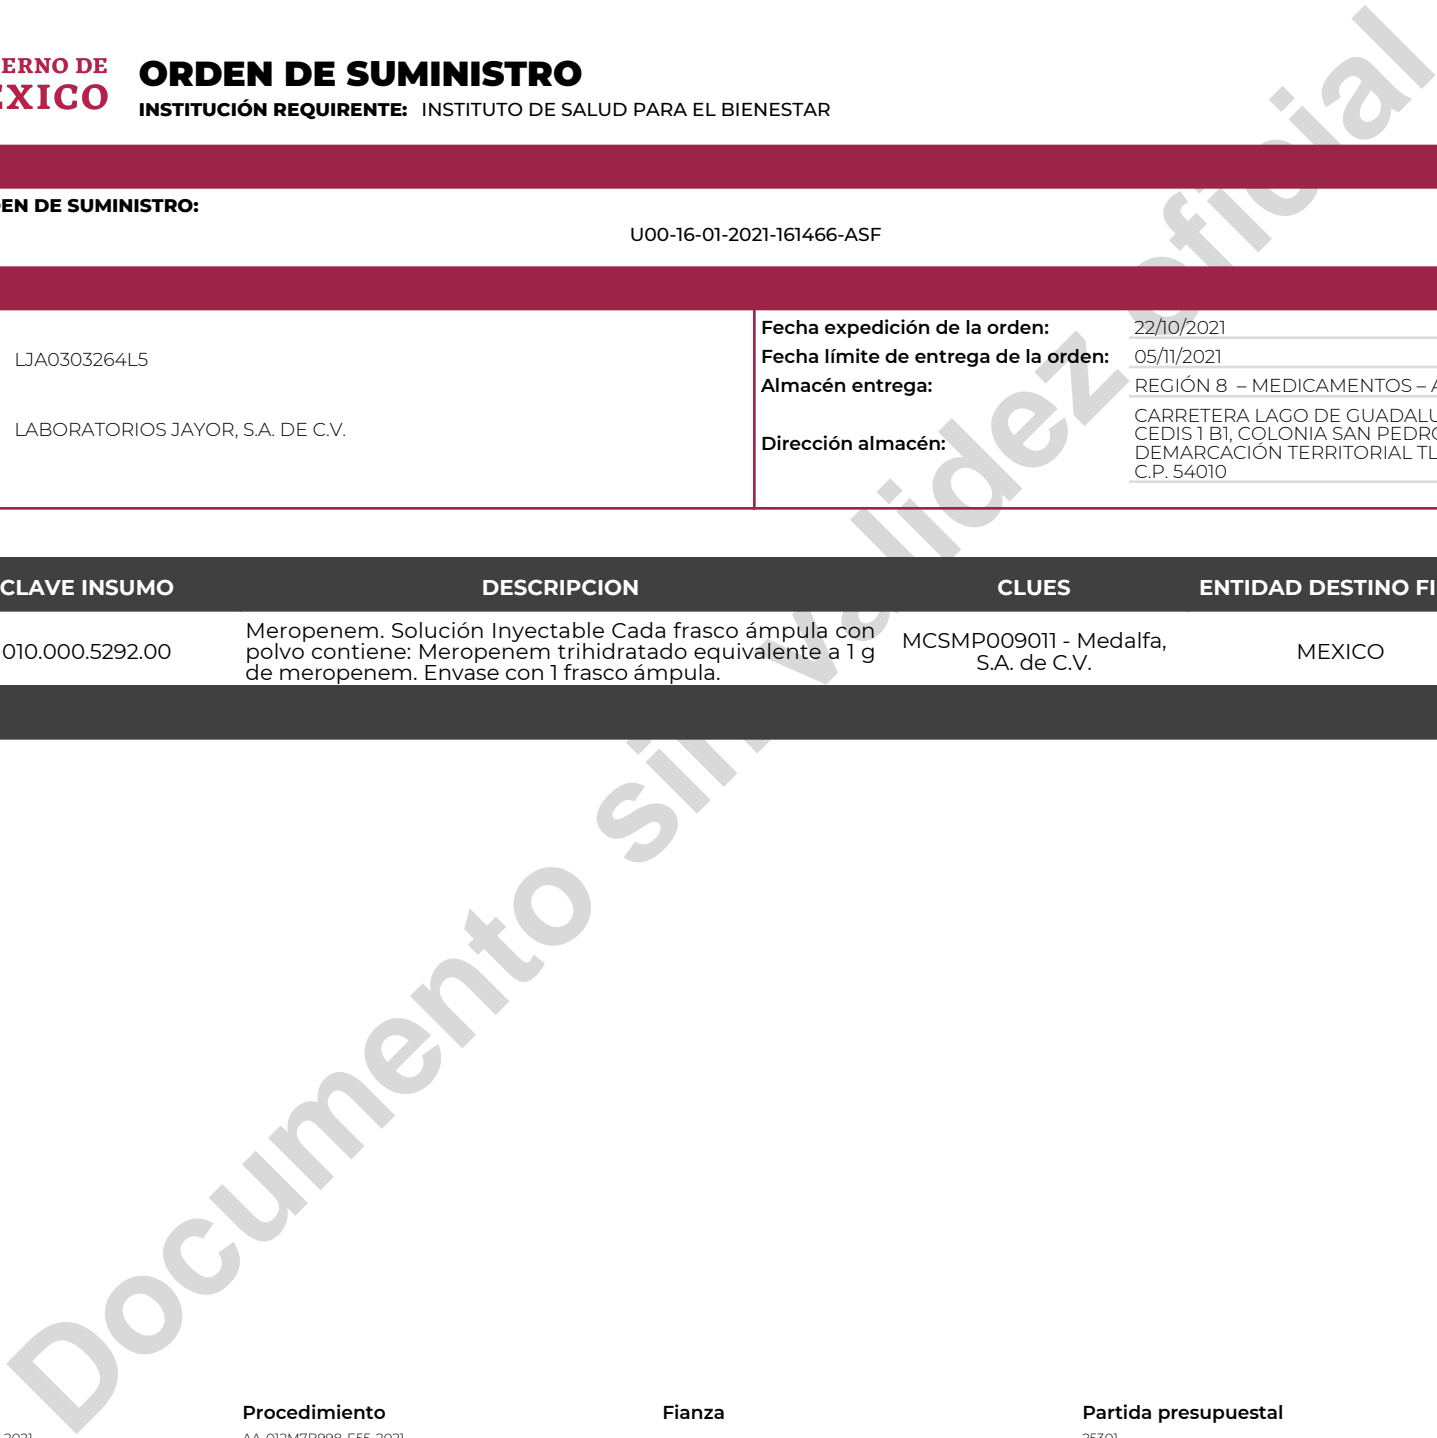 ERNO DE
EXICO
ORDEN DE SUMINISTRO
INSTITUCIÓN REQUIRENTE: INSTITUTO DE SALUD PARA EL BIENESTAR
EN DE SUMINISTRO:
U00-16-01-2021-161466-ASF
LJA0303264L5
LABORATORIOS JAYOR, S.A. DE C.V.
Fecha expedición de la orden: 22/10/2021
Fecha límite de entrega de la orden: 05/11/2021
Almacén entrega: REGIÓN 8 – MEDICAMENTOS – A
Dirección almacén:
CARRETERA LAGO DE GUADALU
CEDIS 1 B1, COLONIA SAN PEDRO
DEMARCACIÓN TERRITORIAL TL
C.P. 54010
CLAVE INSUMO DESCRIPCION CLUES ENTIDAD DESTINO FI
010.000.5292.00
Meropenem. Solución Inyectable Cada frasco ámpula con
polvo contiene: Meropenem trihidratado equivalente a 1 g
de meropenem. Envase con 1 frasco ámpula.
MCSMP009011 - Medalfa,
S.A. de C.V.
MEXICO
Documento sin validez oficial
Procedimiento Fianza Partida presupuestal